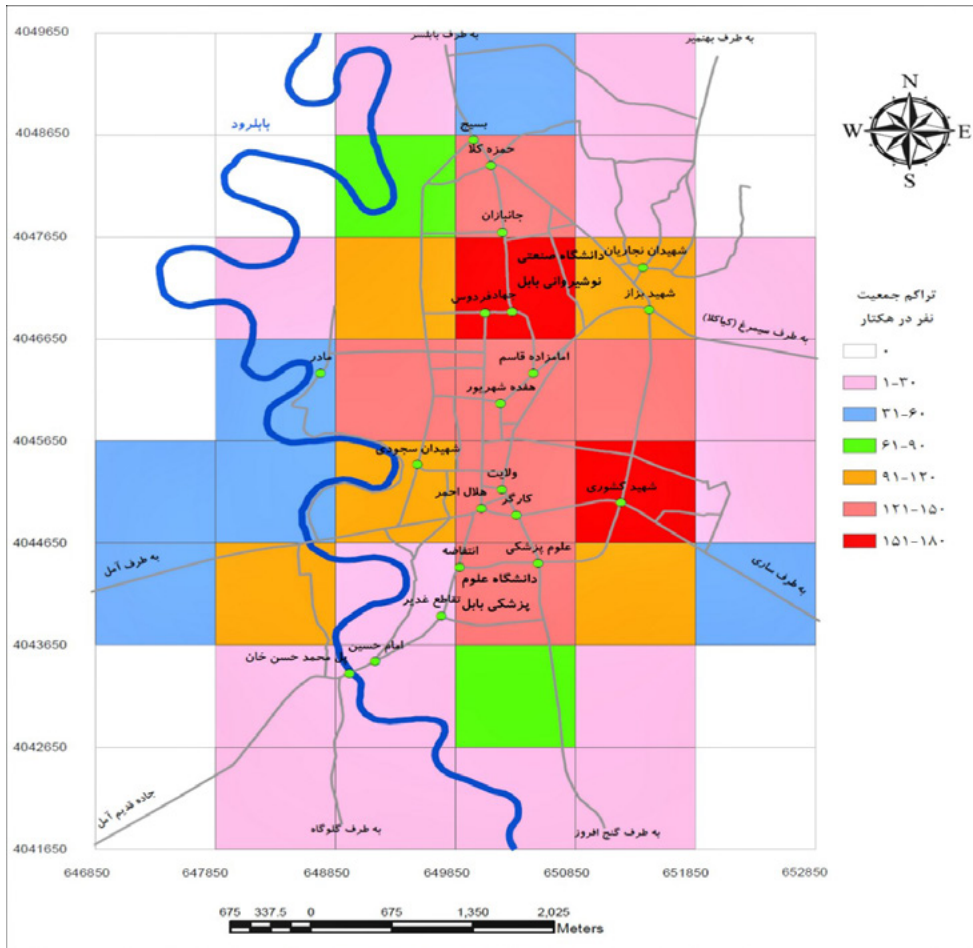 4049650
به طرف بابلسر
به طرف بهنمیر
N
W E
S
بابلرود
بسیج
4048650
حمزه کلا
جانبازان
4047650
شهیدان نجاریان
دانشگاه صنعتی
نوشیروانی بابل
شهید بزاز
جهاد فردوس
به طرف سیمرغ (کیاکلا)
4046650
مادر
امامزاده قاسم
هفده شهریور
4045650
شهیدان سجودی
ولایت
شهید کشوری
هلال احمر
کارگر
4044650
به طرف آمل
انتفاضه
علوم پزشکی
دانشگاه علوم
پزشکی بابل
به طرف ساری
تقاطع غدیر
4043650
امام حسین
پل محمد حسن خان
4042650
جاده قدیم آمل
به طرف گلوگاه
به طرف گنج افروز
4041650
646850 647850 648850 649850 650850 651850 652850
تراکم جمعیت
نفر در هکتار
۰
۱-۳۰
۳۱-۶۰
۶۱-۹۰
۹۱-۱۲۰
۱۲۱-۱۵۰
۱۵۱-۱۸۰
675 337.5 0 675 1,350 2,025
Meters